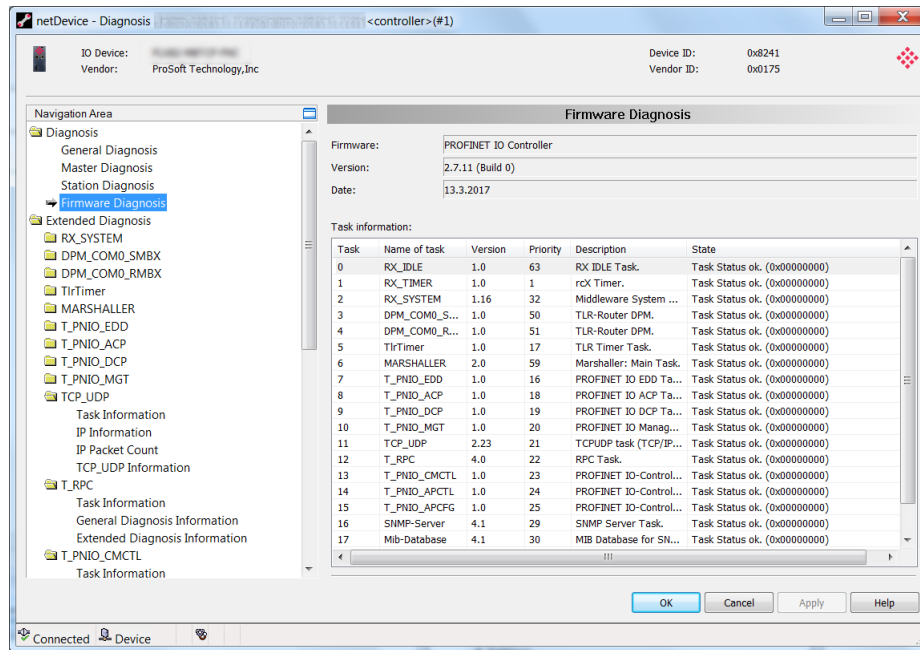 netDevice - Diagnosis <controller>(#1)
IO Device: Device ID: 0x8241
Vendor: ProSoft Technology,Inc Vendor ID: 0x0175
Navigation Area
Diagnosis
General Diagnosis
Master Diagnosis
Station Diagnosis
Firmware Diagnosis
Extended Diagnosis
RX_SYSTEM
DPM_COM0_SMBX
DPM_COM0_RMBX
TlrTimer
MARSHALLER
T_PNIO_EDD
T_PNIO_ACP
T_PNIO_DCP
T_PNIO_MGT
TCP_UDP
Task Information
IP Information
IP Packet Count
TCP_UDP Information
T_RPC
Task Information
General Diagnosis Information
Extended Diagnosis Information
T_PNIO_CMCTL
Task Information
Firmware Diagnosis
Firmware: PROFINET IO Controller
Version: 2.7.11 (Build 0)
Date: 13.3.2017
Task information:
Task Name of task Version Priority Description State
0 RX_IDLE 1.0 63 RX IDLE Task. Task Status ok. (0x00000000)
1 RX_TIMER 1.0 1 rcX Timer. Task Status ok. (0x00000000)
2 RX_SYSTEM 1.16 32 Middleware System ... Task Status ok. (0x00000000)
3 DPM_COM0_S... 1.0 50 TLR-Router DPM. Task Status ok. (0x00000000)
4 DPM_COM0_R... 1.0 51 TLR-Router DPM. Task Status ok. (0x00000000)
5 TlrTimer 1.0 17 TLR Timer Task. Task Status ok. (0x00000000)
6 MARSHALLER 2.0 59 Marshaller: Main Task. Task Status ok. (0x00000000)
7 T_PNIO_EDD 1.0 16 PROFINET IO EDD Ta... Task Status ok. (0x00000000)
8 T_PNIO_ACP 1.0 18 PROFINET IO ACP Ta... Task Status ok. (0x00000000)
9 T_PNIO_DCP 1.0 19 PROFINET IO DCP Ta... Task Status ok. (0x00000000)
10 T_PNIO_MGT 1.0 20 PROFINET IO Manag... Task Status ok. (0x00000000)
11 TCP_UDP 2.23 21 TCPUDP task (TCP/IP... Task Status ok. (0x00000000)
12 T_RPC 4.0 22 RPC Task. Task Status ok. (0x00000000)
13 T_PNIO_CMCTL 1.0 23 PROFINET IO-Control... Task Status ok. (0x00000000)
14 T_PNIO_APCTL 1.0 24 PROFINET IO-Control... Task Status ok. (0x00000000)
15 T_PNIO_APCFG 1.0 25 PROFINET IO-Control... Task Status ok. (0x00000000)
16 SNMP-Server 4.1 29 SNMP Server Task. Task Status ok. (0x00000000)
17 Mib-Database 4.1 30 MIB Database for SN... Task Status ok. (0x00000000)
OK Cancel Apply Help
Connected Device